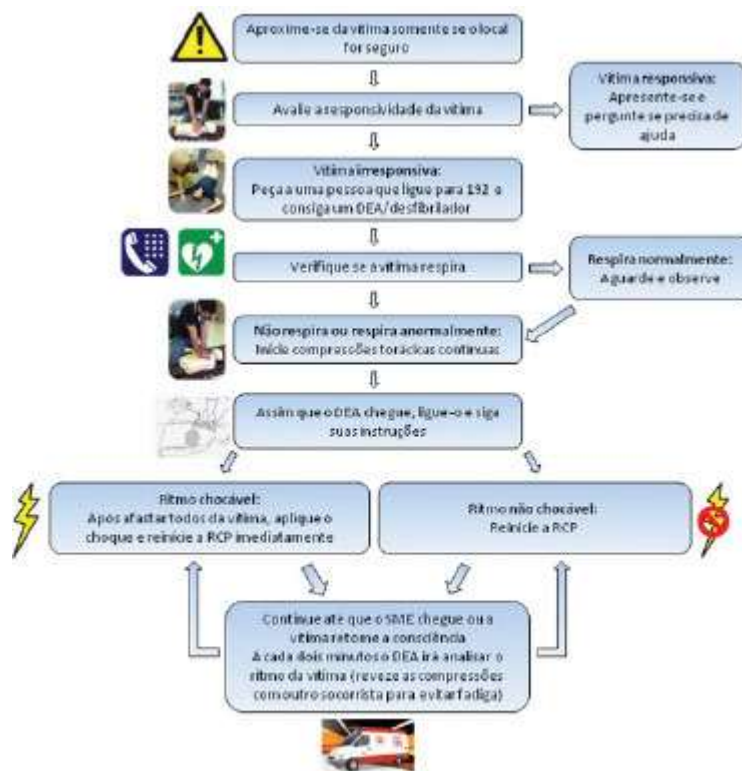 Aproxime-se da vítima somente se o local
for seguro
Avalie a responsividade da vítima
Vítima responsiva:
Apresente-se e
pergunte se precisa de
ajuda
Vítima irresponsiva:
Peça a uma pessoa que ligue para 192 e
consiga um DEA/desfibrilador
Verifique se a vítima respira
Respira normalmente:
Aguarde e observe
Não respira ou respira anormalmente:
Inicie compressões torácicas contínuas
Assim que o DEA chegue, ligue-o e siga
suas instruções
Ritmo chocável:
Após afastar todos da vítima, aplique o
choque e reinicie a RCP imediatamente
Ritmo não chocável:
Reinicie a RCP
Continue até que o SME chegue ou a
vítima retome a consciência
A cada dois minutos o DEA irá analisar o
ritmo da vítima (reveze as compressões
com outro socorrista para evitar fadiga)